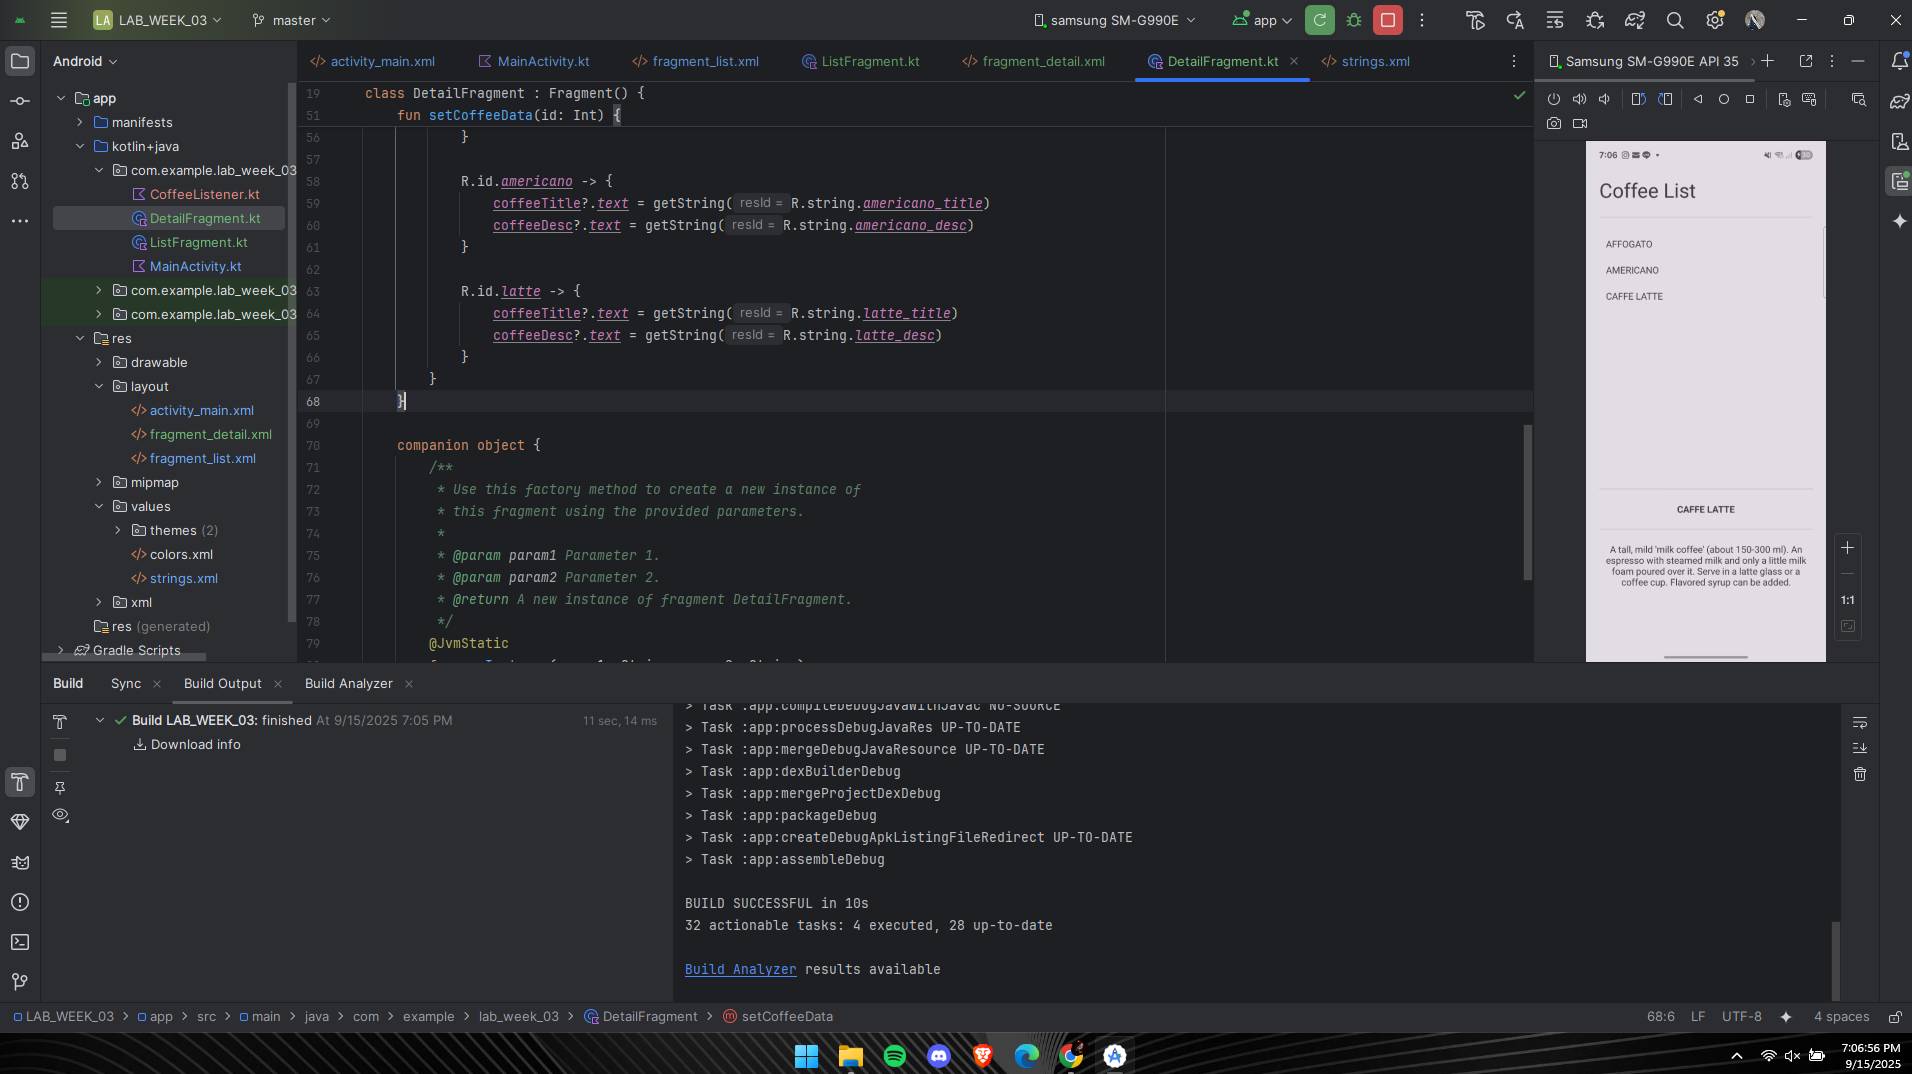 LA LAB_WEEK_03 master samsung SM-G990E app
Android
activity_main.xml MainActivity.kt fragment_list.xml ListFragment.kt fragment_detail.xml DetailFragment.kt strings.xml
app
manifests
kotlin+java
com.example.lab_week_03
CoffeeListener.kt
DetailFragment.kt
ListFragment.kt
MainActivity.kt
com.example.lab_week_03
com.example.lab_week_03
res
drawable
layout
activity_main.xml
fragment_detail.xml
fragment_list.xml
mipmap
values
themes (2)
colors.xml
strings.xml
xml
res (generated)
Gradle Scripts
19 class DetailFragment : Fragment() {
51 fun setCoffeeData(id: Int) {
56 }
57
58 R.id.americano -> {
59 coffeeTitle?.text = getString( resId = R.string.americano_title)
60 coffeeDesc?.text = getString( resId = R.string.americano_desc)
61 }
62
63 R.id.latte -> {
64 coffeeTitle?.text = getString( resId = R.string.latte_title)
65 coffeeDesc?.text = getString( resId = R.string.latte_desc)
66 }
67 }
68 }
69
70 companion object {
71 /**
72 * Use this factory method to create a new instance of
73 * this fragment using the provided parameters.
74 *
75 * @param param1 Parameter 1.
76 * @param param2 Parameter 2.
77 * @return A new instance of fragment DetailFragment.
78 */
79 @JvmStatic
Samsung SM-G990E API 35
7:06
Coffee List
AFFOGATO
AMERICANO
CAFFE LATTE
CAFFE LATTE
A tall, mild 'milk coffee' (about 150-300 ml). An
espresso with steamed milk and only a little milk
foam poured over it. Serve in a latte glass or a
coffee cup. Flavored syrup can be added.
1:1
Build Sync Build Output Build Analyzer
Build LAB_WEEK_03: finished At 9/15/2025 7:05 PM 11 sec, 14 ms
Download info
> Task :app:compileDebugJavaWithJavac NO-SOURCE
> Task :app:processDebugJavaRes UP-TO-DATE
> Task :app:mergeDebugJavaResource UP-TO-DATE
> Task :app:dexBuilderDebug
> Task :app:mergeProjectDexDebug
> Task :app:packageDebug
> Task :app:createDebugApkListingFileRedirect UP-TO-DATE
> Task :app:assembleDebug
BUILD SUCCESSFUL in 10s
32 actionable tasks: 4 executed, 28 up-to-date
Build Analyzer results available
LAB_WEEK_03 > app > src > main > java > com > example > lab_week_03 > DetailFragment > setCoffeeData 68:6 LF UTF-8 4 spaces
7:06:56 PM
9/15/2025